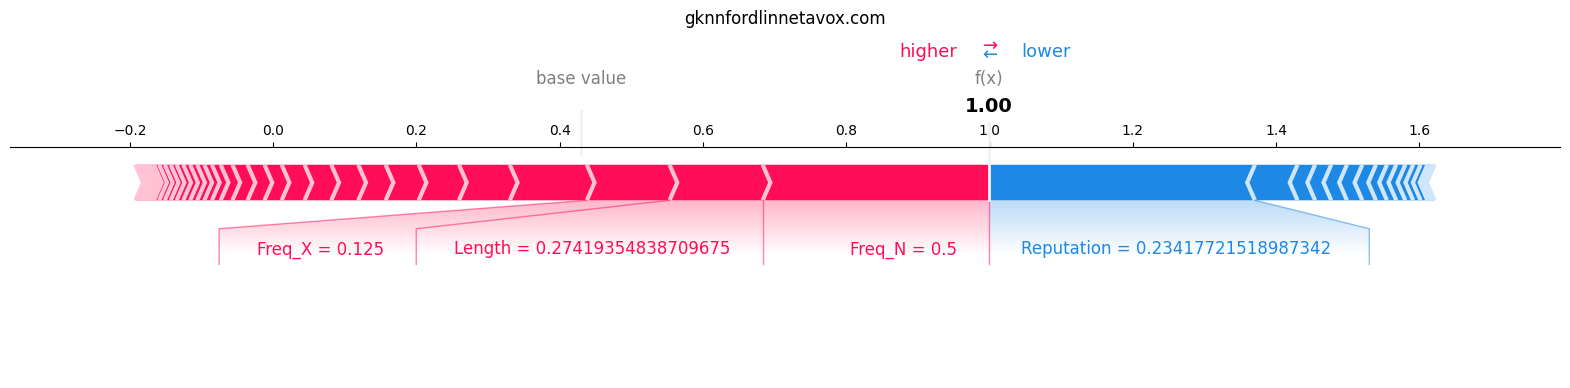 gknnfordlinnetavox.com
higher ⇄ lower
base value f(x)
1.00
−0.2 0.0 0.2 0.4 0.6 0.8 1.0 1.2 1.4 1.6
Freq_X = 0.125 Length = 0.27419354838709675 Freq_N = 0.5 Reputation = 0.23417721518987342